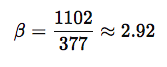 β = 1102/377 ≈ 2.92